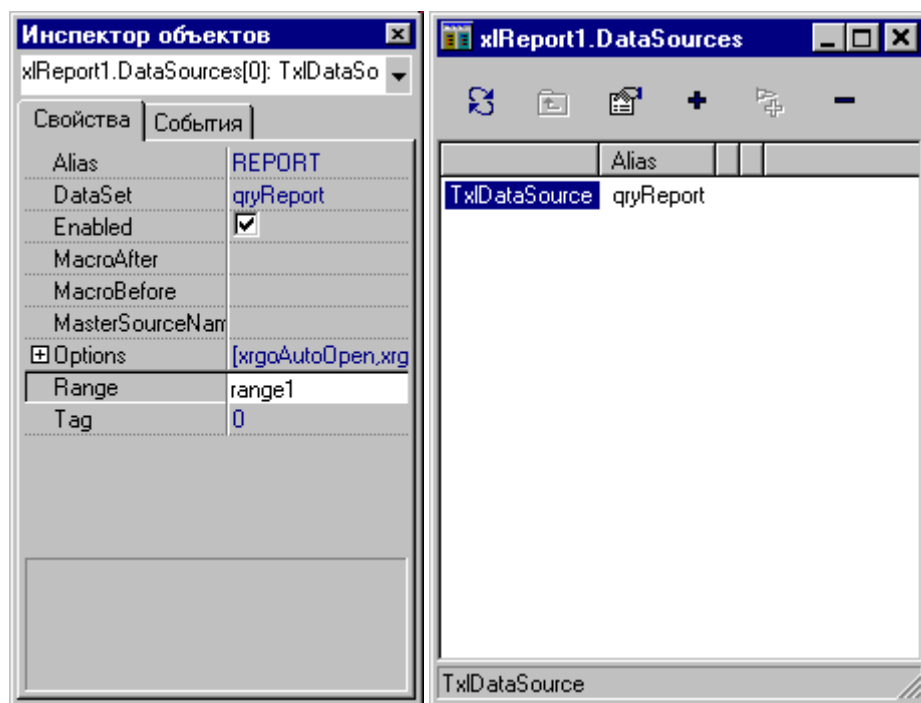 Инспектор объектов
xlReport1.DataSources[0]: TxlDataSo
Свойства События
Alias REPORT
DataSet qryReport
Enabled
MacroAfter
MacroBefore
MasterSourceNam
Options [xrgoAutoOpen,xrg
Range range1
Tag 0
xlReport1.DataSources
Alias
TxlDataSource qryReport
TxlDataSource